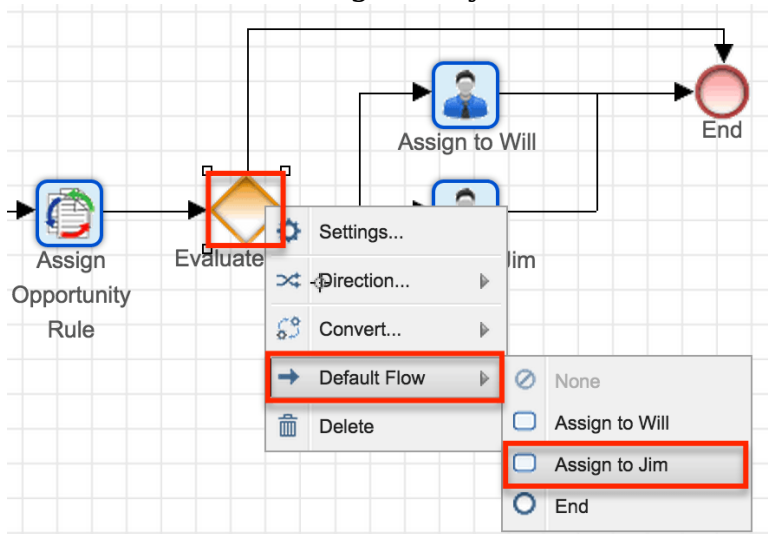 End
Assign to Will
Assign
Opportunity
Rule
Evaluate
Jim
Settings...
Direction...
Convert...
Default Flow
Delete
None
Assign to Will
Assign to Jim
End